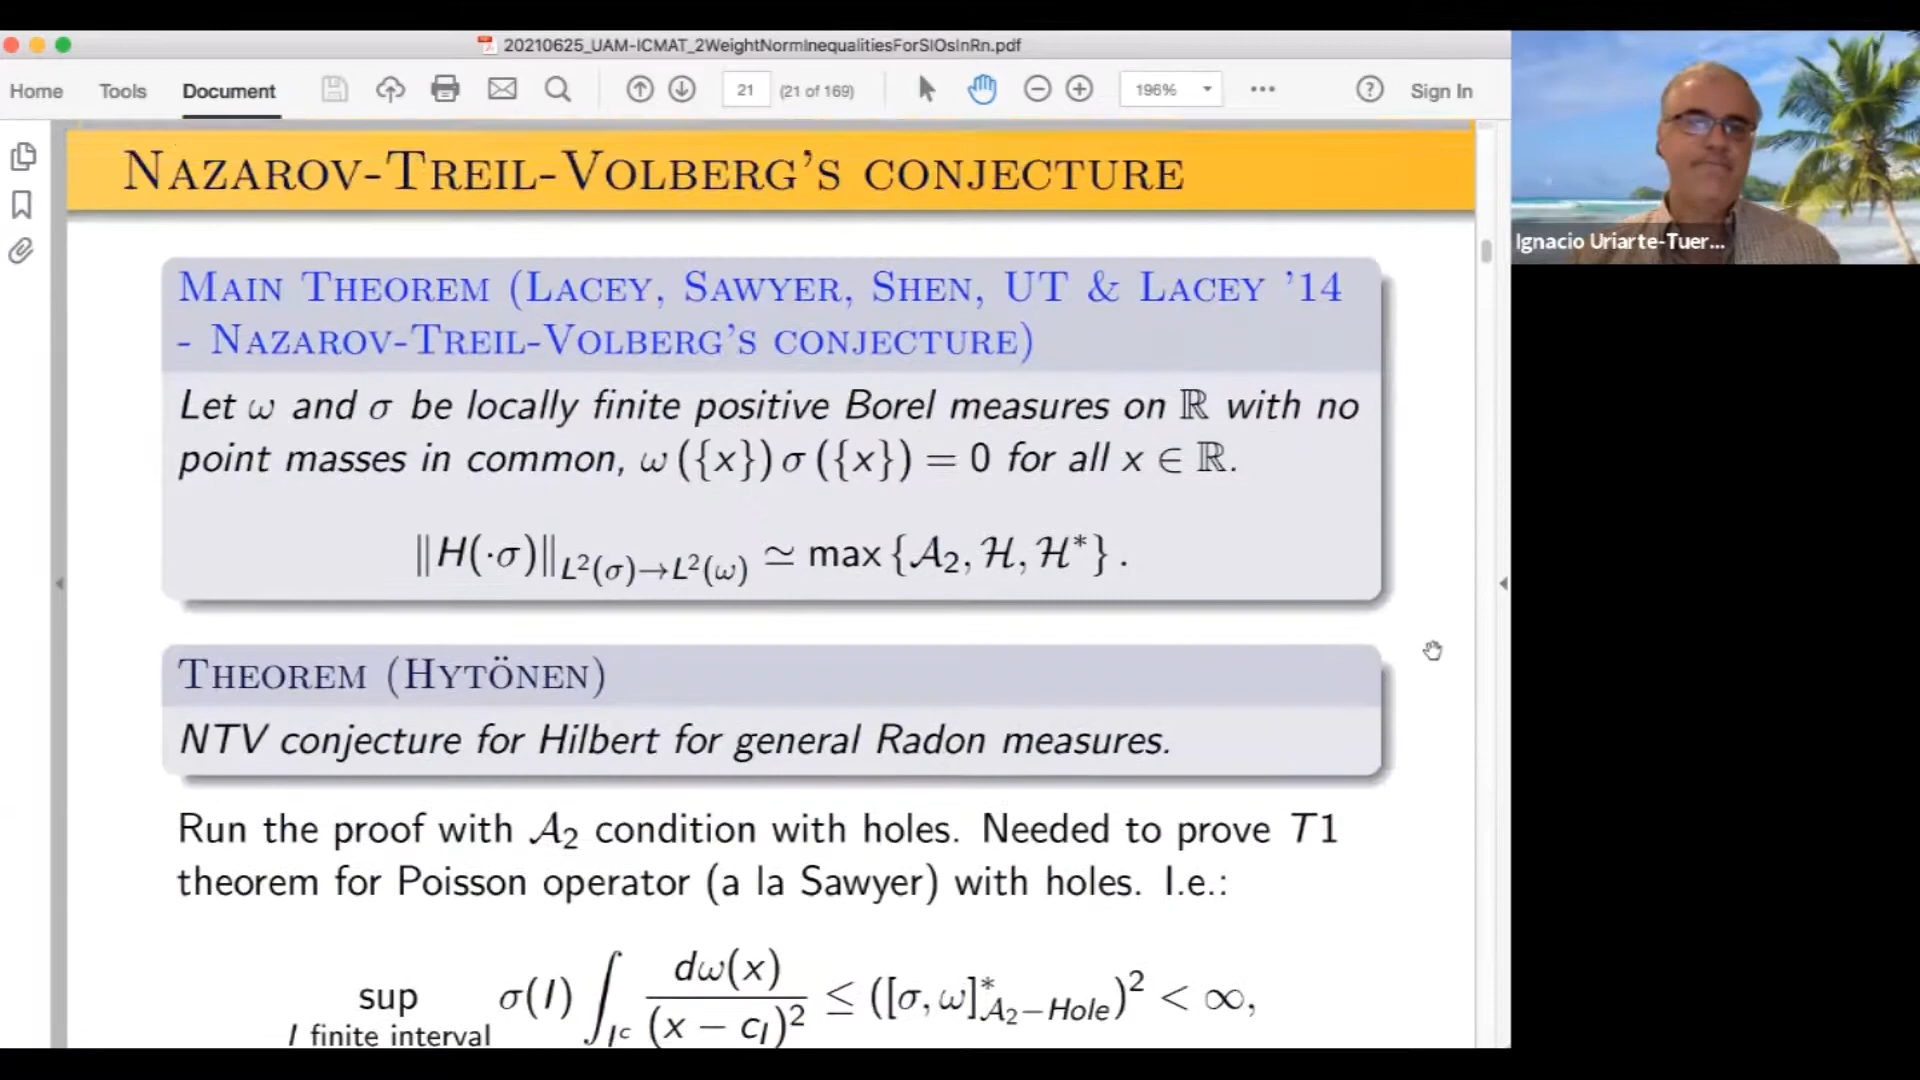 20210625_UAM-ICMAT_2WeightNormInequalitiesForSIOsInRn.pdf
Home Tools Document 21 (21 of 169) 196% Sign In
NAZAROV-TREIL-VOLBERG'S CONJECTURE
MAIN THEOREM (LACEY, SAWYER, SHEN, UT & LACEY '14
- NAZAROV-TREIL-VOLBERG'S CONJECTURE)
Let ω and σ be locally finite positive Borel measures on ℝ with no
point masses in common, ω({x})σ({x}) = 0 for all x ∈ ℝ.
‖H(·σ)‖_{L²(σ)→L²(ω)} ≃ max{𝒜₂, ℋ, ℋ*}.
THEOREM (HYTÖNEN)
NTV conjecture for Hilbert for general Radon measures.
Run the proof with 𝒜₂ condition with holes. Needed to prove T1
theorem for Poisson operator (a la Sawyer) with holes. I.e.:
sup_{I finite interval} σ(I) ∫_{I^c} dω(x)/(x − c_I)² ≤ ([σ, ω]*_{𝒜₂−Hole})² < ∞,
Ignacio Uriarte-Tuer...